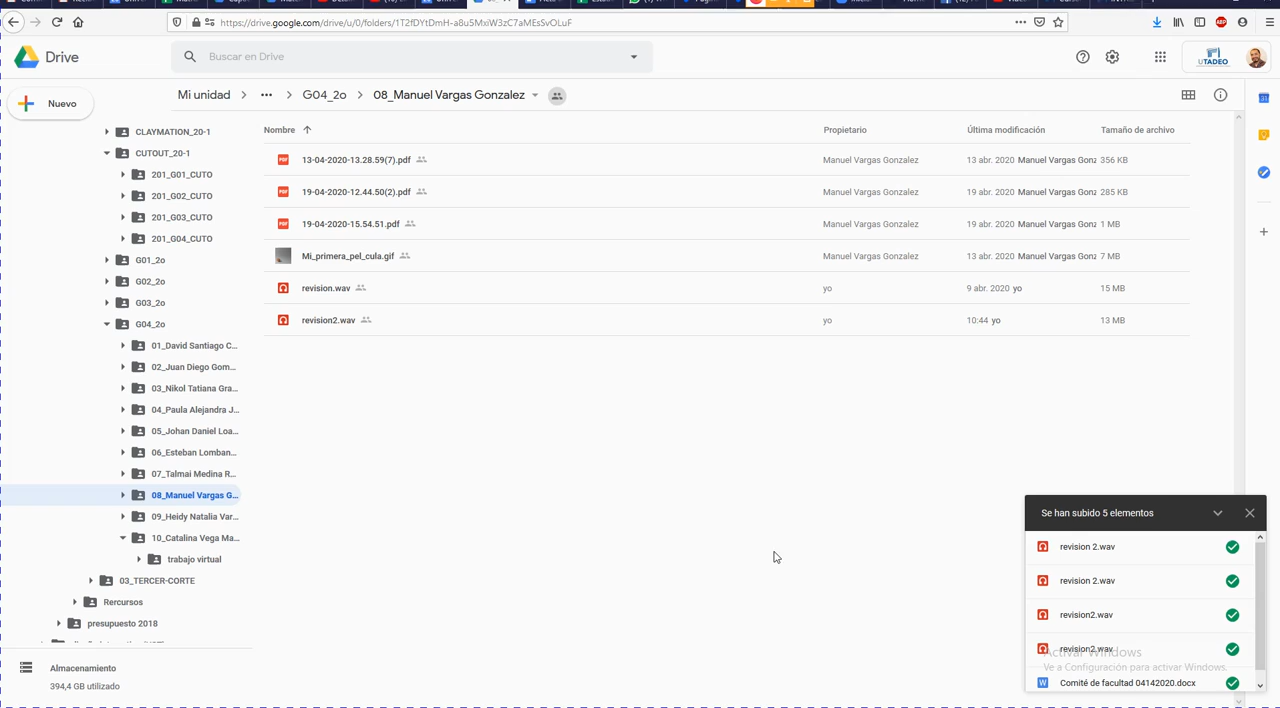 https://drive.google.com/drive/u/0/folders/1T2fDYtDmH-a8u5MxiW3zC7aMEsSvOLuF
Drive
Buscar en Drive
UTADEO
Nuevo
Mi unidad
G04_2o
08_Manuel Vargas Gonzalez
CLAYMATION_20-1
CUTOUT_20-1
201_G01_CUTO
201_G02_CUTO
201_G03_CUTO
201_G04_CUTO
G01_2o
G02_2o
G03_2o
G04_2o
01_David Santiago C...
02_Juan Diego Gom...
03_Nikol Tatiana Gra...
04_Paula Alejandra J...
05_Johan Daniel Loa...
06_Esteban Lomban...
07_Talmai Medina R...
08_Manuel Vargas G...
09_Heidy Natalia Var...
10_Catalina Vega Ma...
trabajo virtual
03_TERCER-CORTE
Rercursos
presupuesto 2018
Almacenamiento
394,4 GB utilizado
Nombre Propietario Última modificación Tamaño de archivo
13-04-2020-13.28.59(7).pdf Manuel Vargas Gonzalez 13 abr. 2020 Manuel Vargas Gonz 356 KB
19-04-2020-12.44.50(2).pdf Manuel Vargas Gonzalez 19 abr. 2020 Manuel Vargas Gonz 285 KB
19-04-2020-15.54.51.pdf Manuel Vargas Gonzalez 19 abr. 2020 Manuel Vargas Gonz 1 MB
Mi_primera_pel_cula.gif Manuel Vargas Gonzalez 13 abr. 2020 Manuel Vargas Gonz 7 MB
revision.wav yo 9 abr. 2020 yo 15 MB
revision2.wav yo 10:44 yo 13 MB
Se han subido 5 elementos
revision 2.wav
revision 2.wav
revision2.wav
revision2.wav
Comité de facultad 04142020.docx
Activar Windows
Ve a Configuración para activar Windows.